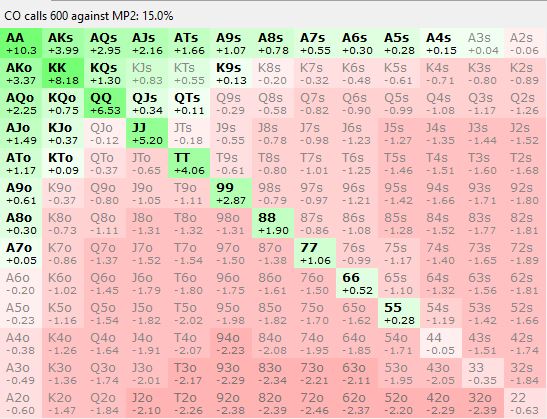 CO calls 600 against MP2: 15.0%
AA AKs AQs AJs ATs A9s A8s A7s A6s A5s A4s A3s A2s
+10.3 +3.99 +2.95 +2.16 +1.66 +1.07 +0.78 +0.55 +0.30 +0.28 +0.15 +0.04 -0.06
AKo KK KQs KJs KTs K9s K8s K7s K6s K5s K4s K3s K2s
+3.37 +8.18 +1.30 +0.83 +0.55 +0.13 -0.20 -0.32 -0.48 -0.61 -0.71 -0.80 -0.89
AQo KQo QQ QJs QTs Q9s Q8s Q7s Q6s Q5s Q4s Q3s Q2s
+2.25 +0.75 +6.53 +0.34 +0.11 -0.29 -0.58 -0.82 -0.90 -0.99 -1.08 -1.17 -1.26
AJo KJo QJo JJ JTs J9s J8s J7s J6s J5s J4s J3s J2s
+1.49 +0.37 -0.12 +5.20 -0.18 -0.55 -0.78 -0.98 -1.23 -1.27 -1.35 -1.44 -1.52
ATo KTo QTo JTo TT T9s T8s T7s T6s T5s T4s T3s T2s
+1.17 +0.09 -0.37 -0.65 +4.06 -0.61 -0.80 -1.01 -1.25 -1.46 -1.51 -1.60 -1.68
A9o K9o Q9o J9o T9o 99 98s 97s 96s 95s 94s 93s 92s
+0.61 -0.37 -0.80 -1.05 -1.11 +2.87 -0.79 -0.97 -1.21 -1.42 -1.66 -1.71 -1.80
A8o K8o Q8o J8o T8o 98o 88 87s 86s 85s 84s 83s 82s
+0.30 -0.73 -1.11 -1.31 -1.32 -1.31 +1.90 -0.86 -1.08 -1.28 -1.52 -1.77 -1.81
A7o K7o Q7o J7o T7o 97o 87o 77 76s 75s 74s 73s 72s
+0.05 -0.86 -1.37 -1.52 -1.54 -1.50 -1.38 +1.06 -0.99 -1.17 -1.40 -1.65 -1.89
A6o K6o Q6o J6o T6o 96o 86o 76o 66 65s 64s 63s 62s
-0.20 -1.02 -1.45 -1.79 -1.80 -1.75 -1.61 -1.50 +0.52 -1.10 -1.32 -1.56 -1.81
A5o K5o Q5o J5o T5o 95o 85o 75o 65o 55 54s 53s 52s
-0.23 -1.16 -1.54 -1.82 -2.02 -1.98 -1.82 -1.70 -1.62 +0.28 -1.19 -1.42 -1.66
A4o K4o Q4o J4o T4o 94o 84o 74o 64o 54o 44 43s 42s
-0.38 -1.26 -1.64 -1.91 -2.07 -2.23 -2.08 -1.95 -1.85 -1.71 -0.05 -1.51 -1.74
A3o K3o Q3o J3o T3o 93o 83o 73o 63o 53o 43o 33 32s
-0.49 -1.36 -1.74 -2.01 -2.17 -2.29 -2.34 -2.21 -2.11 -1.95 -2.05 -0.35 -1.84
A2o K2o Q2o J2o T2o 92o 82o 72o 62o 52o 42o 32o 22
-0.60 -1.47 -1.84 -2.10 -2.26 -2.38 -2.39 -2.46 -2.37 -2.20 -2.29 -2.39 -0.63